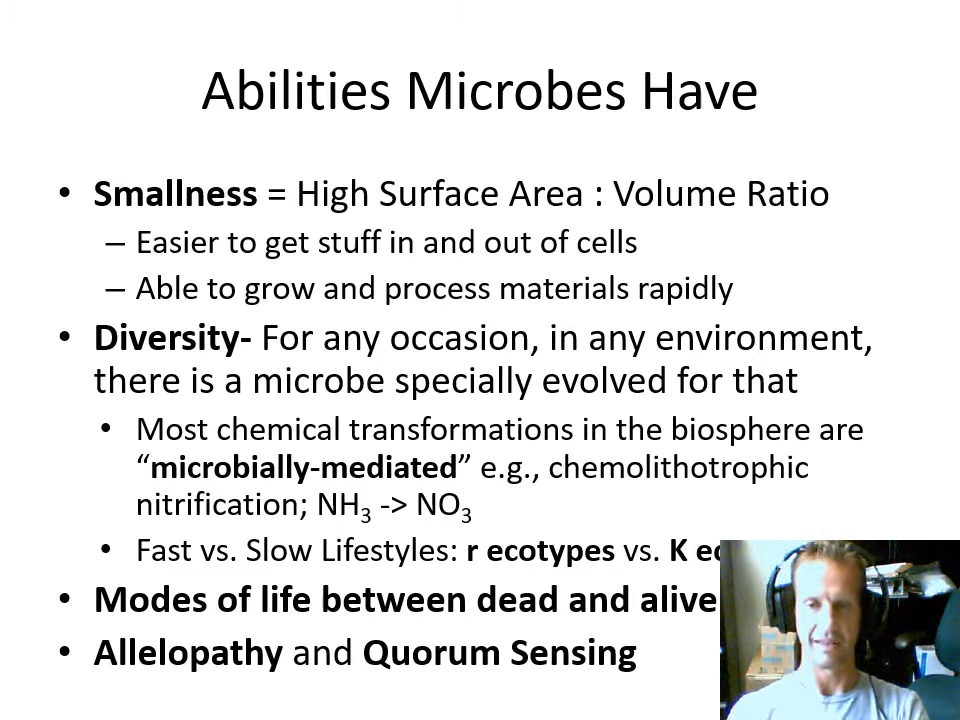 Abilities Microbes Have
• Smallness = High Surface Area : Volume Ratio
– Easier to get stuff in and out of cells
– Able to grow and process materials rapidly
• Diversity- For any occasion, in any environment,
there is a microbe specially evolved for that
• Most chemical transformations in the biosphere are
“microbially-mediated” e.g., chemolithotrophic
nitrification; NH3 -> NO3
• Fast vs. Slow Lifestyles: r ecotypes vs. K
• Modes of life between dead and alive
• Allelopathy and Quorum Sensing